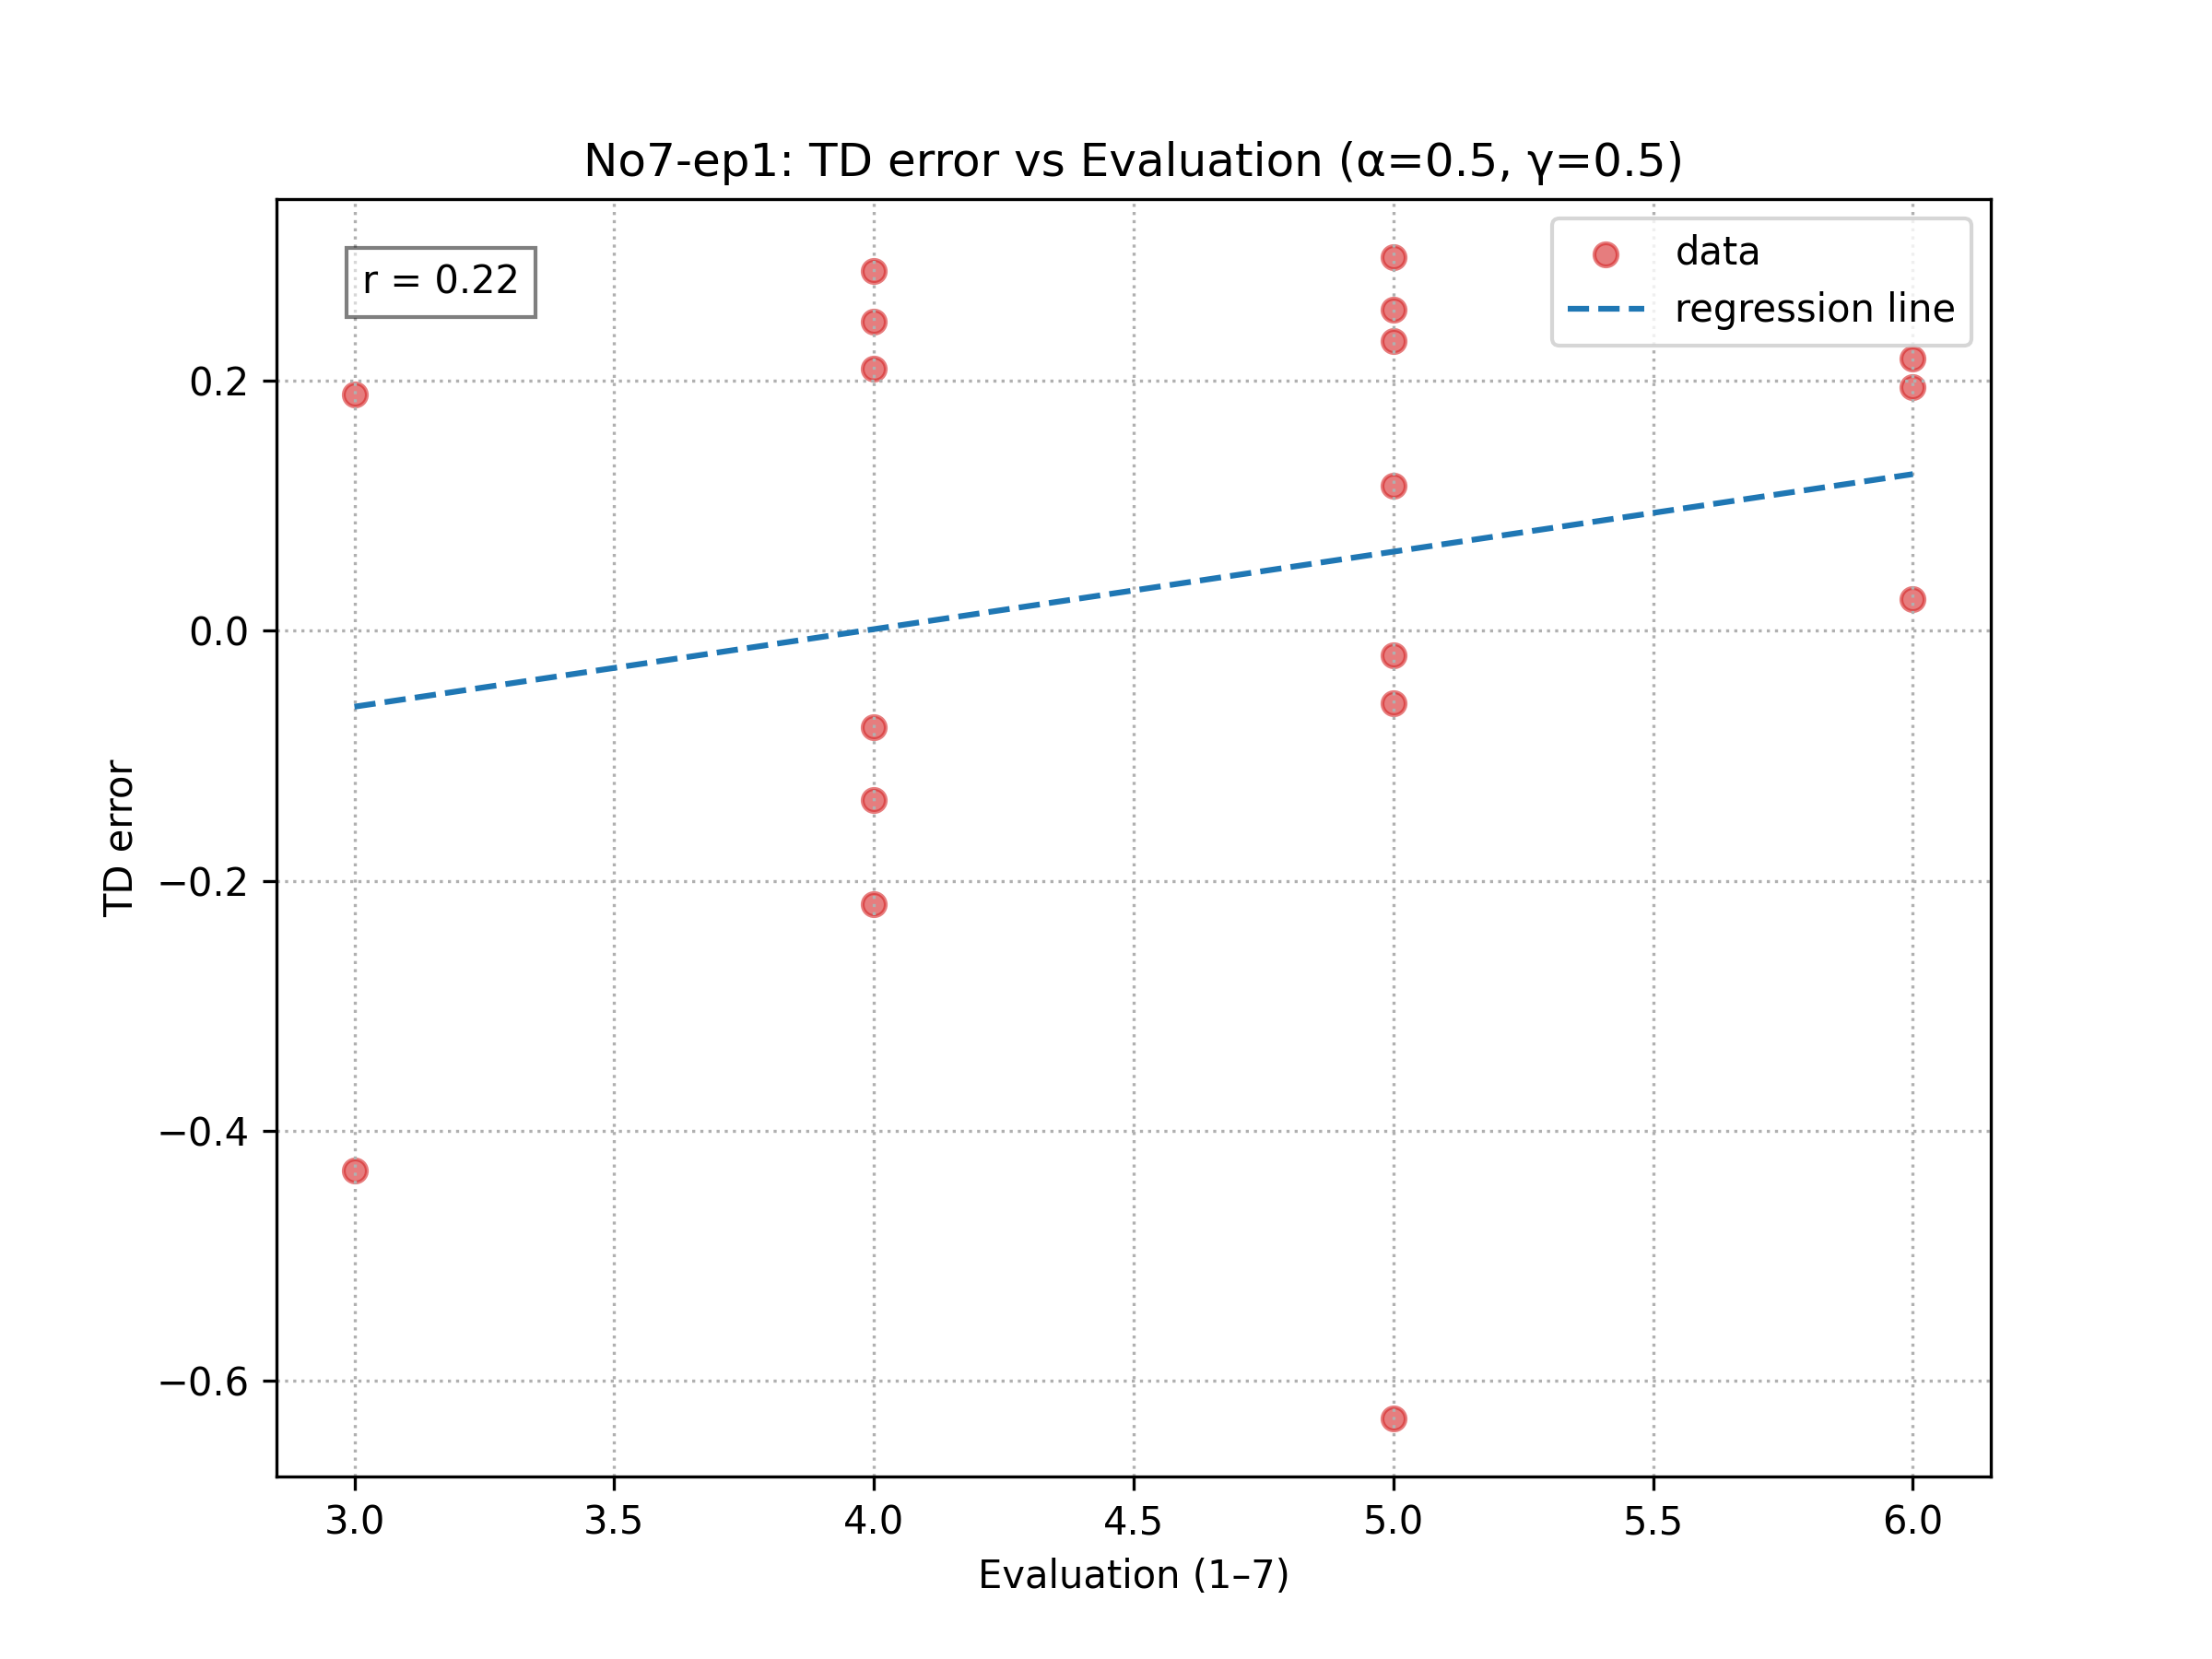 No7-ep1: TD error vs Evaluation (α=0.5, γ=0.5)
r = 0.22
data
regression line
TD error
0.2
0.0
−0.2
−0.4
−0.6
3.0 3.5 4.0 4.5 5.0 5.5 6.0
Evaluation (1–7)